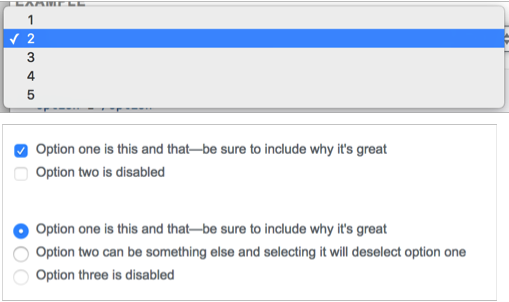 EXAMPLE
1
✓ 2
3
4
5
Option one is this and that—be sure to include why it's great
Option two is disabled
Option one is this and that—be sure to include why it's great
Option two can be something else and selecting it will deselect option one
Option three is disabled